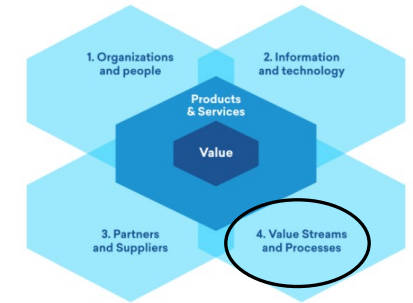 1. Organizations
and people
2. Information
and technology
Products
& Services
Value
3. Partners
and Suppliers
4. Value Streams
and Processes